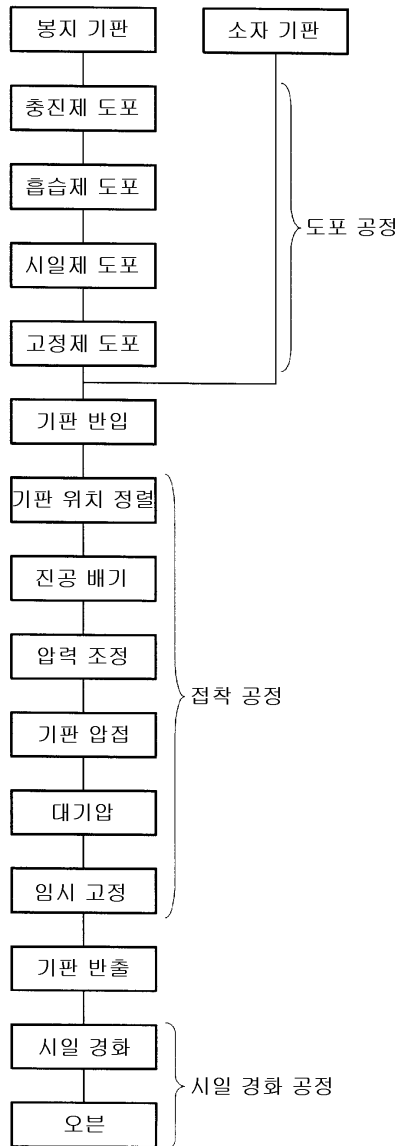 봉지 기판
소자 기판
충진제 도포
흡습제 도포
시일제 도포
고정제 도포
도포 공정
기판 반입
기판 위치 정렬
진공 배기
압력 조정
기판 압접
대기압
임시 고정
접착 공정
기판 반출
시일 경화
오븐
시일 경화 공정